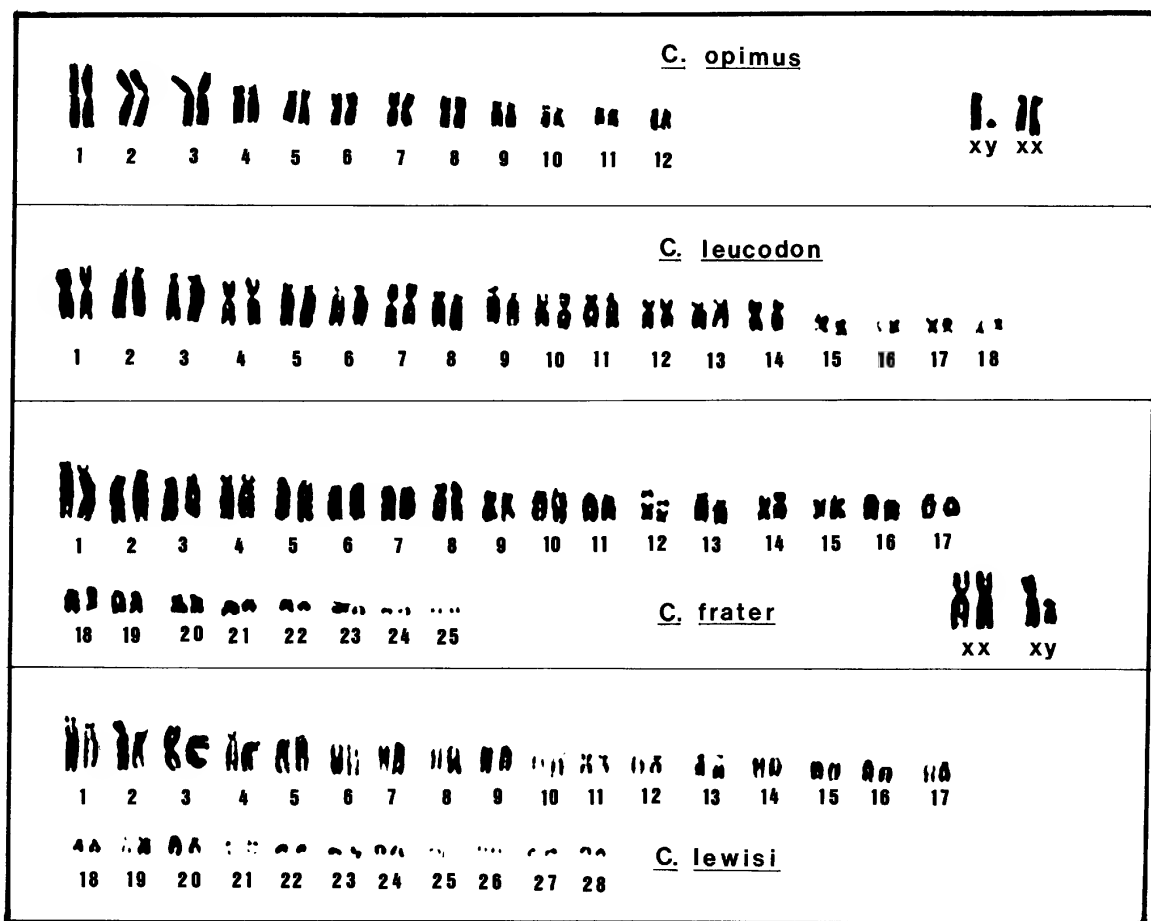 C. opimus
xy xx
1 2 3 4 5 6 7 8 9 10 11 12
C. leucodon
1 2 3 4 5 6 7 8 9 10 11 12 13 14 15 16 17 18
1 2 3 4 5 6 7 8 9 10 11 12 13 14 15 16 17
C. frater
18 19 20 21 22 23 24 25
xx xy
1 2 3 4 5 6 7 8 9 10 11 12 13 14 15 16 17
C. lewisi
18 19 20 21 22 23 24 25 26 27 28